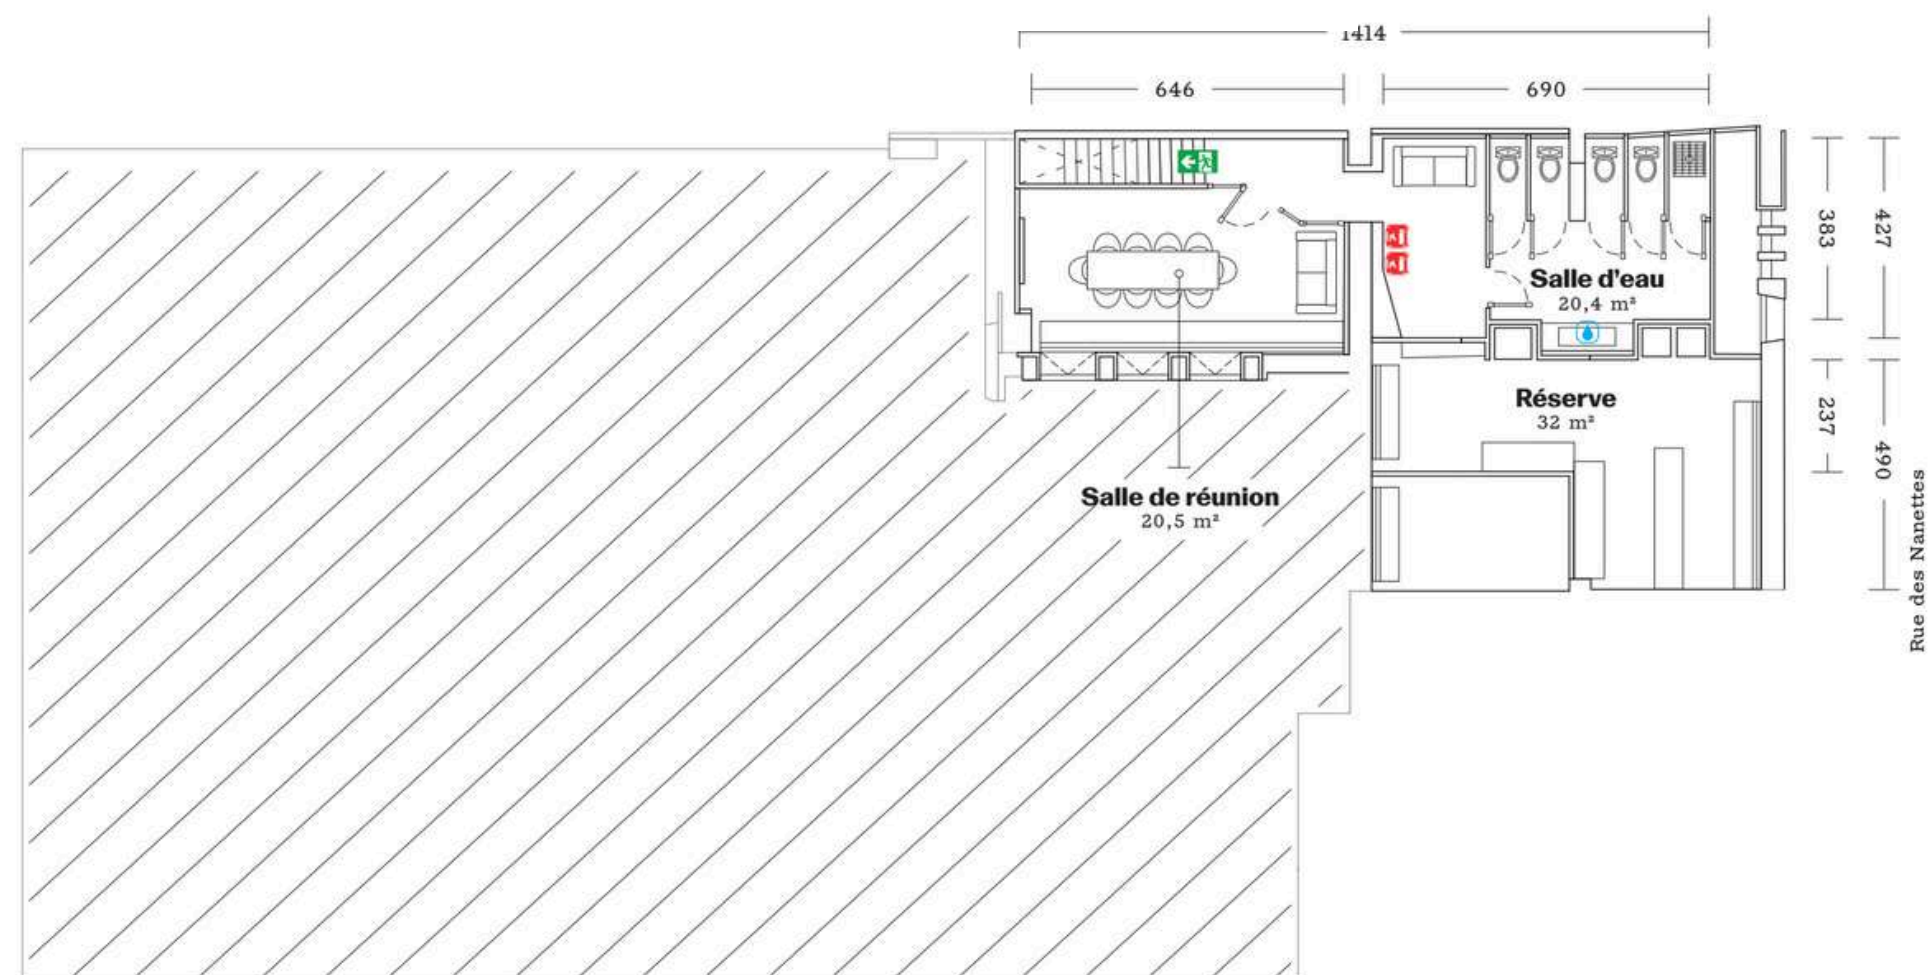 1414
646
690
383
427
Salle d'eau
20,4 m²
Réserve
32 m²
237
490
Salle de réunion
20,5 m²
Rue des Nanettes